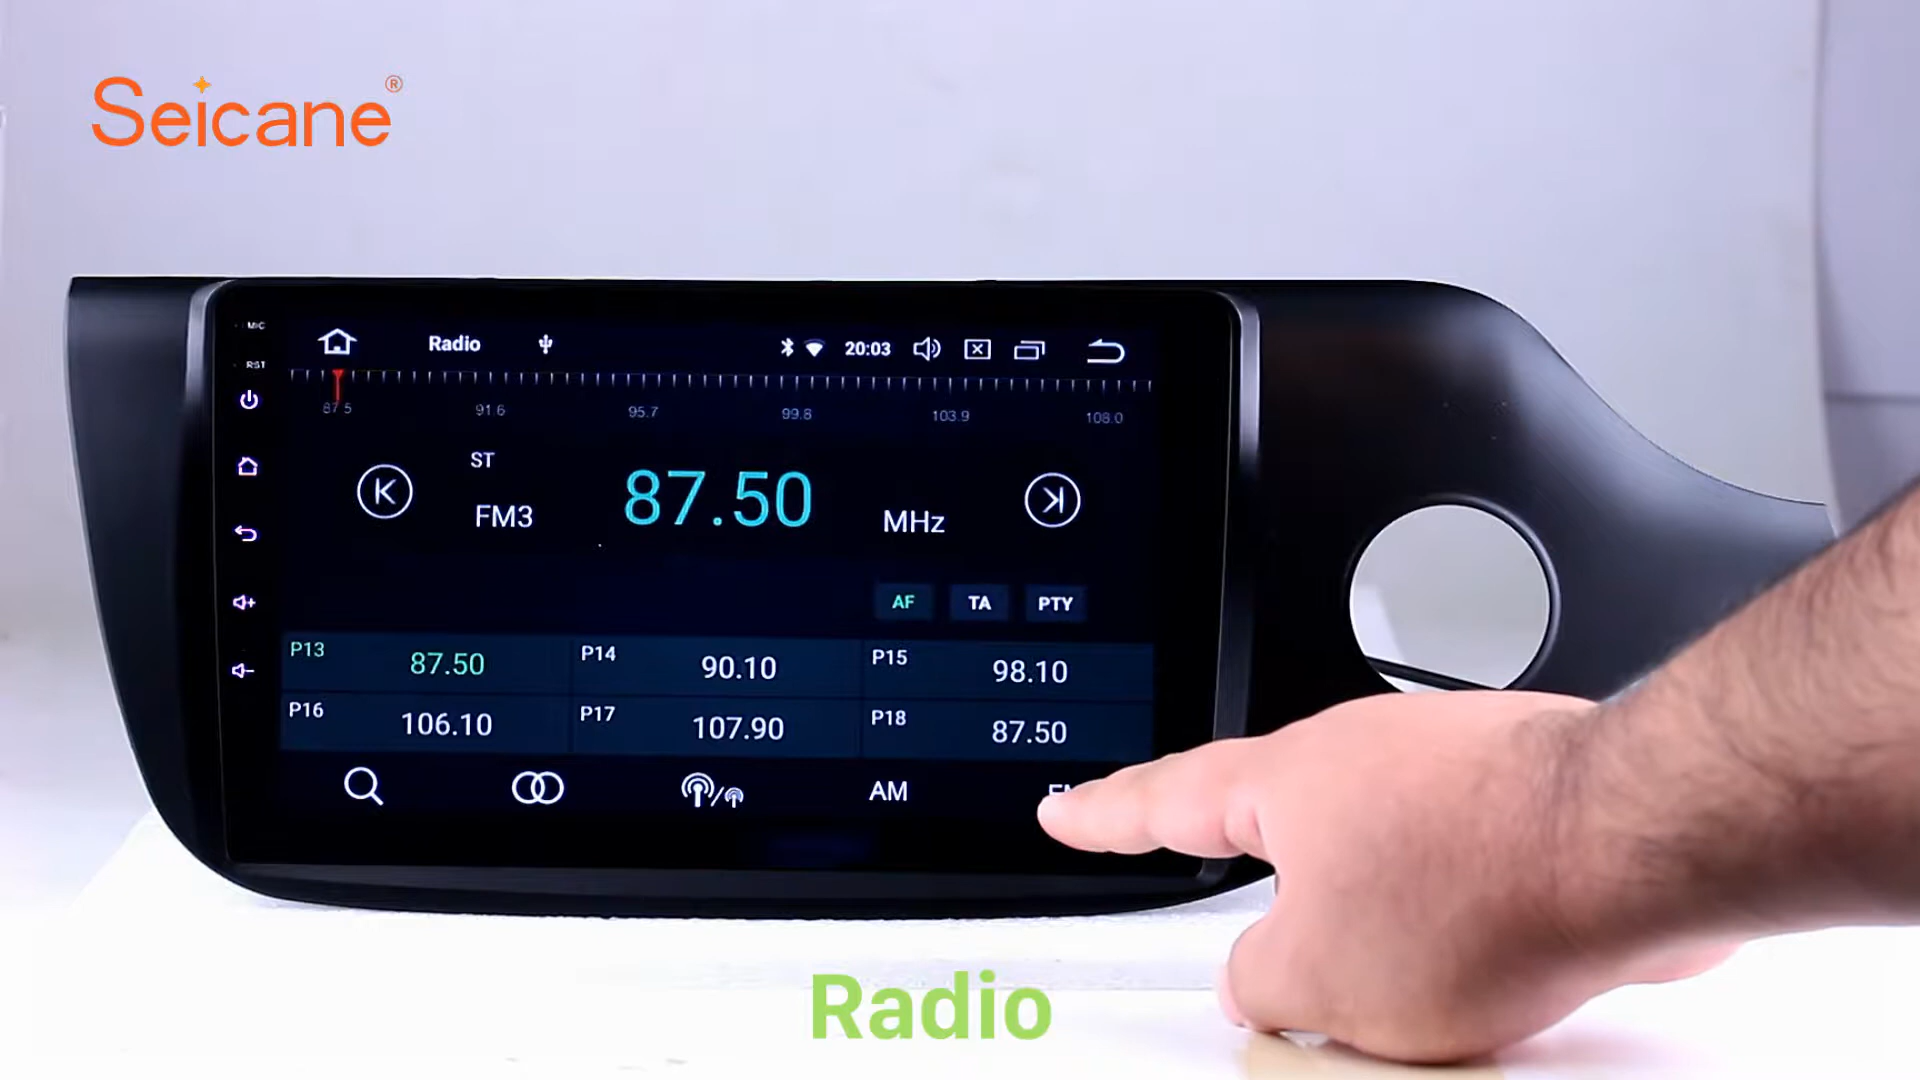 Seicane®
MIC
RST
Radio 20:03
87.5 91.6 95.7 99.8 103.9 108.0
ST
FM3 87.50 MHz
AF TA PTY
P13 87.50 P14 90.10 P15 98.10
P16 106.10 P17 107.90 P18 87.50
AM
Radio